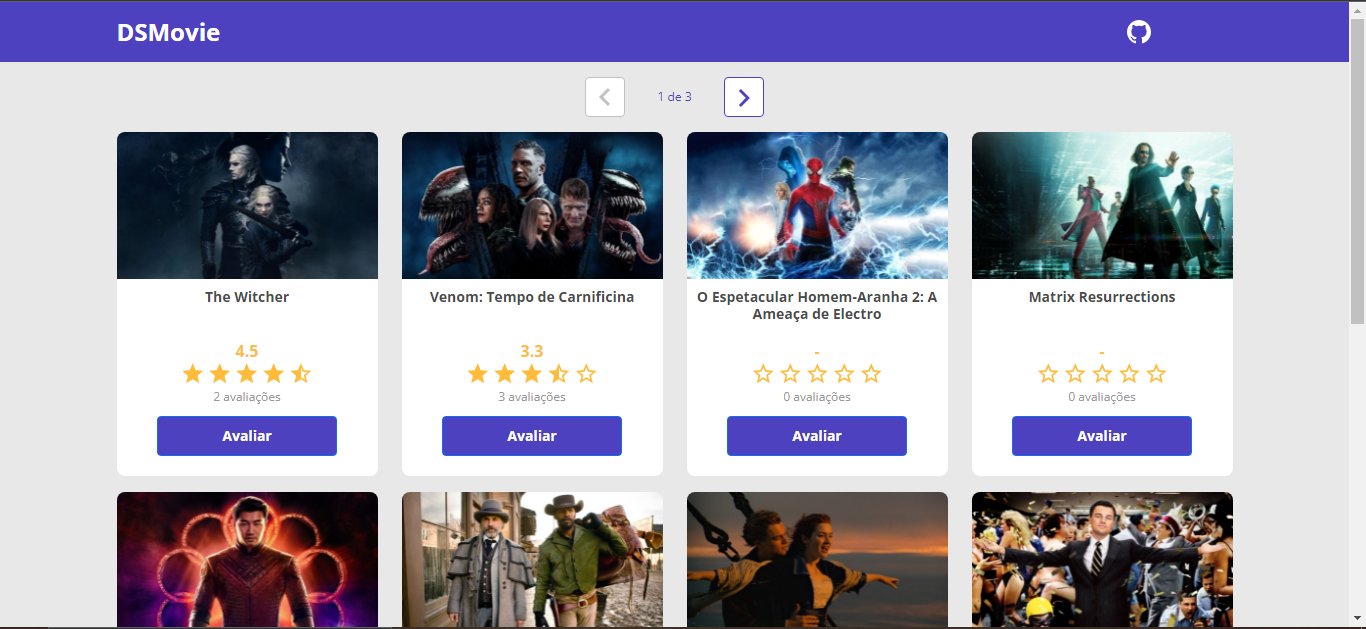 DSMovie
1 de 3
The Witcher
4.5
2 avaliações
Avaliar
Venom: Tempo de Carnificina
3.3
3 avaliações
Avaliar
O Espetacular Homem-Aranha 2: A
Ameaça de Electro
-
0 avaliações
Avaliar
Matrix Resurrections
-
0 avaliações
Avaliar